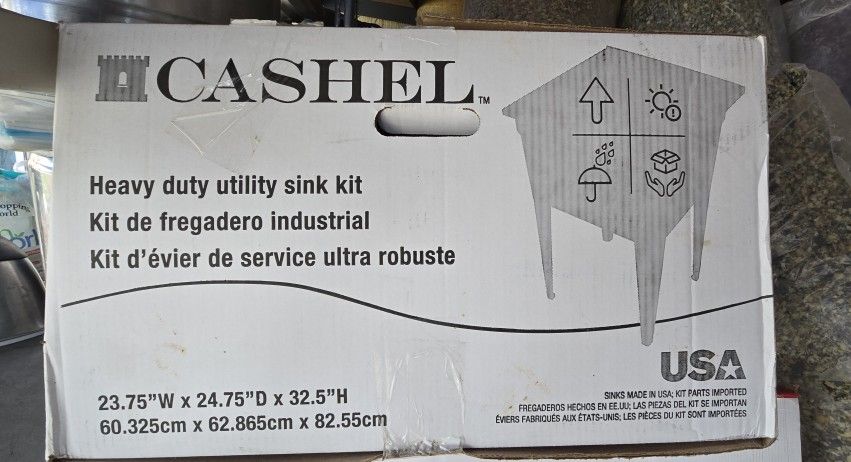 CASHEL™
Heavy duty utility sink kit
Kit de fregadero industrial
Kit d'évier de service ultra robuste
23.75”W x 24.75”D x 32.5”H
60.325cm x 62.865cm x 82.55cm
USA
SINKS MADE IN USA; KIT PARTS IMPORTED
FREGADEROS HECHOS EN EE.UU; LAS PIEZAS DEL KIT SE IMPORTAN
ÉVIERS FABRIQUÉS AUX ÉTATS-UNIS; LES PIÈCES DU KIT SONT IMPORTÉES